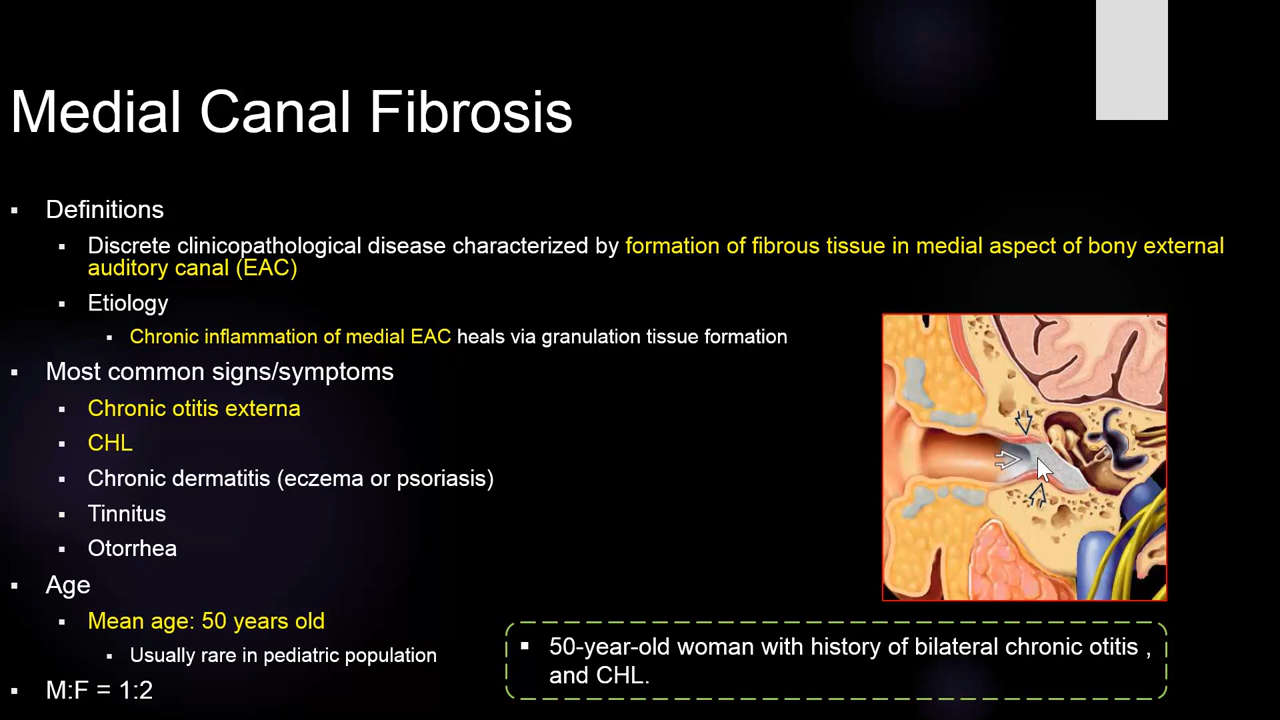 Medial Canal Fibrosis
▪ Definitions
▪ Discrete clinicopathological disease characterized by formation of fibrous tissue in medial aspect of bony external
auditory canal (EAC)
▪ Etiology
▪ Chronic inflammation of medial EAC heals via granulation tissue formation
▪ Most common signs/symptoms
▪ Chronic otitis externa
▪ CHL
▪ Chronic dermatitis (eczema or psoriasis)
▪ Tinnitus
▪ Otorrhea
▪ Age
▪ Mean age: 50 years old
▪ Usually rare in pediatric population
▪ M:F = 1:2
▪ 50-year-old woman with history of bilateral chronic otitis ,
and CHL.